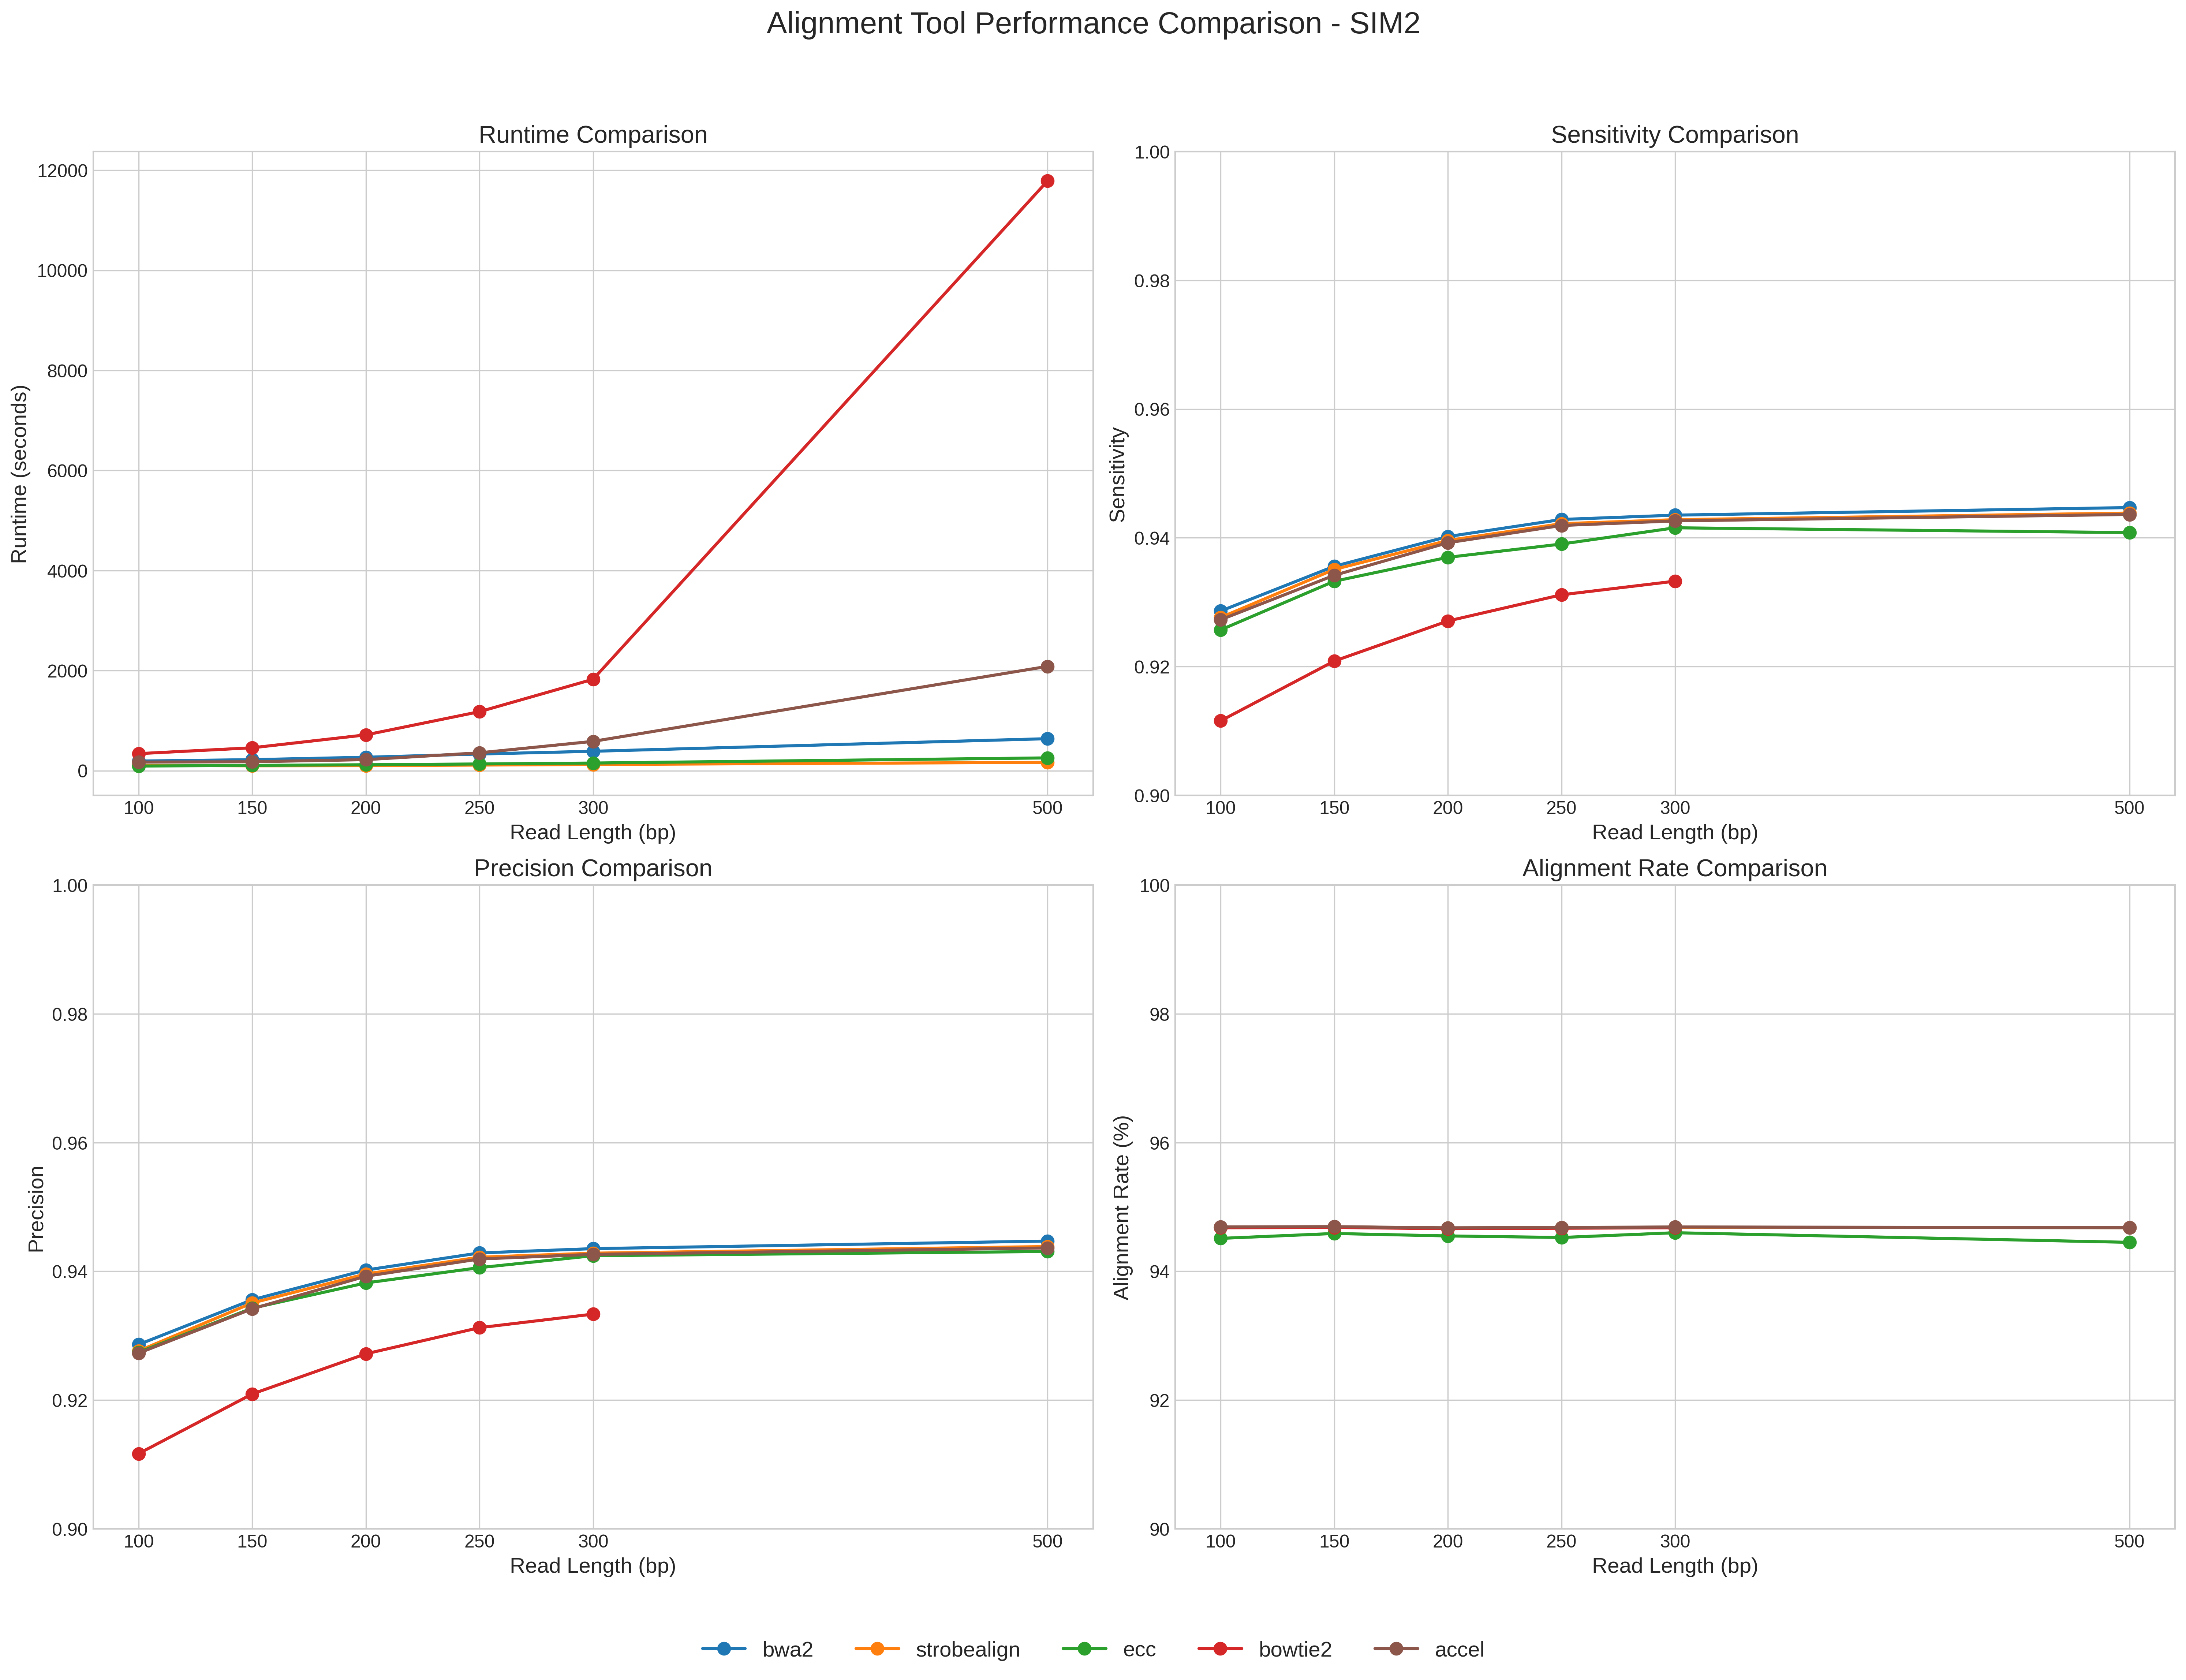 Alignment Tool Performance Comparison - SIM2
Runtime Comparison
12000
10000
8000
6000
4000
2000
0
Runtime (seconds)
100 150 200 250 300 500
Read Length (bp)
Sensitivity Comparison
1.00
0.98
0.96
0.94
0.92
0.90
Sensitivity
100 150 200 250 300 500
Read Length (bp)
Precision Comparison
1.00
0.98
0.96
0.94
0.92
0.90
Precision
100 150 200 250 300 500
Read Length (bp)
Alignment Rate Comparison
100
98
96
94
92
90
Alignment Rate (%)
100 150 200 250 300 500
Read Length (bp)
bwa2 strobealign ecc bowtie2 accel